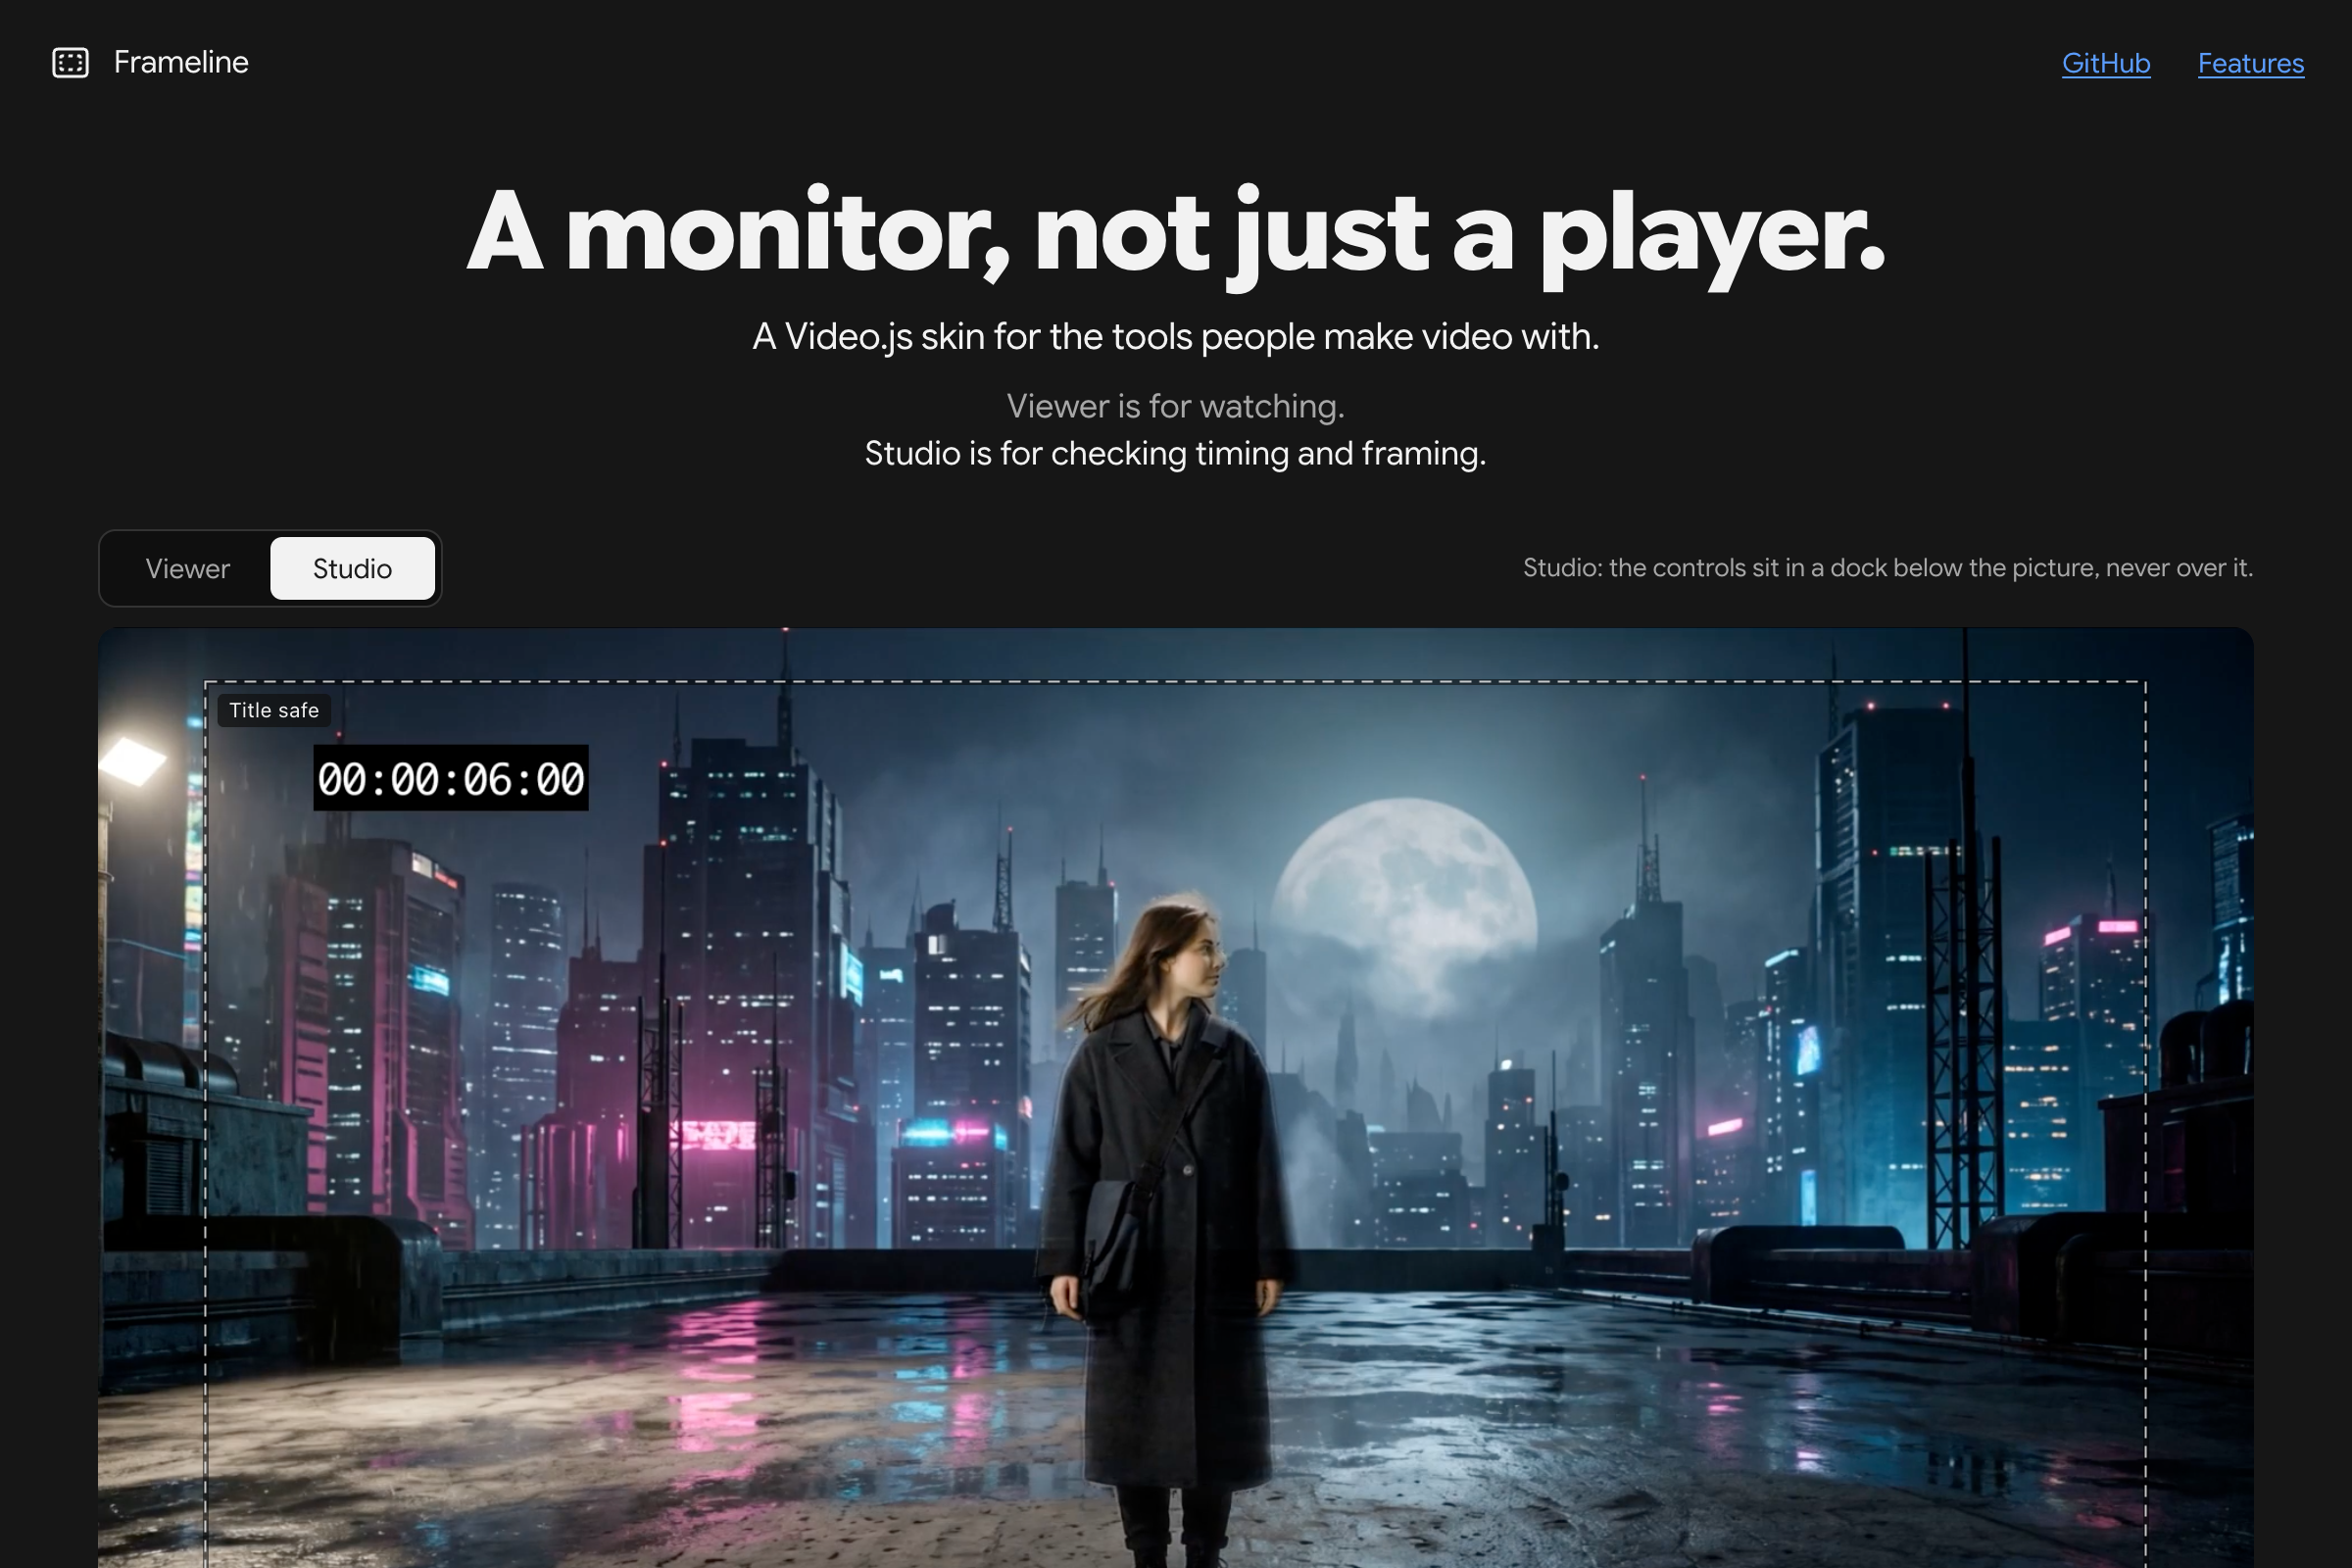 Frameline
GitHub Features
A monitor, not just a player.
A Video.js skin for the tools people make video with.
Viewer is for watching.
Studio is for checking timing and framing.
Viewer Studio
Studio: the controls sit in a dock below the picture, never over it.
Title safe
00:00:06:00